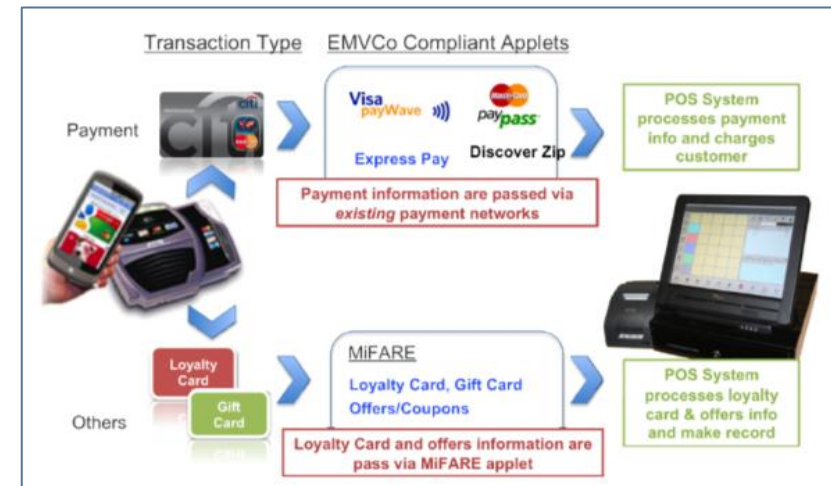 Transaction Type
EMVCo Compliant Applets
Payment
citi
citi
Visa
payWave
MasterCard
paypass
Express Pay
Discover Zip
Payment information are passed via
existing payment networks
POS System
processes payment
info and charges
customer
Loyalty
Card
Gift
Card
Others
MiFARE
Loyalty Card, Gift Card
Offers/Coupons
Loyalty Card and offers information are
pass via MiFARE applet
POS System
processes loyalty
card & offers info
and make record